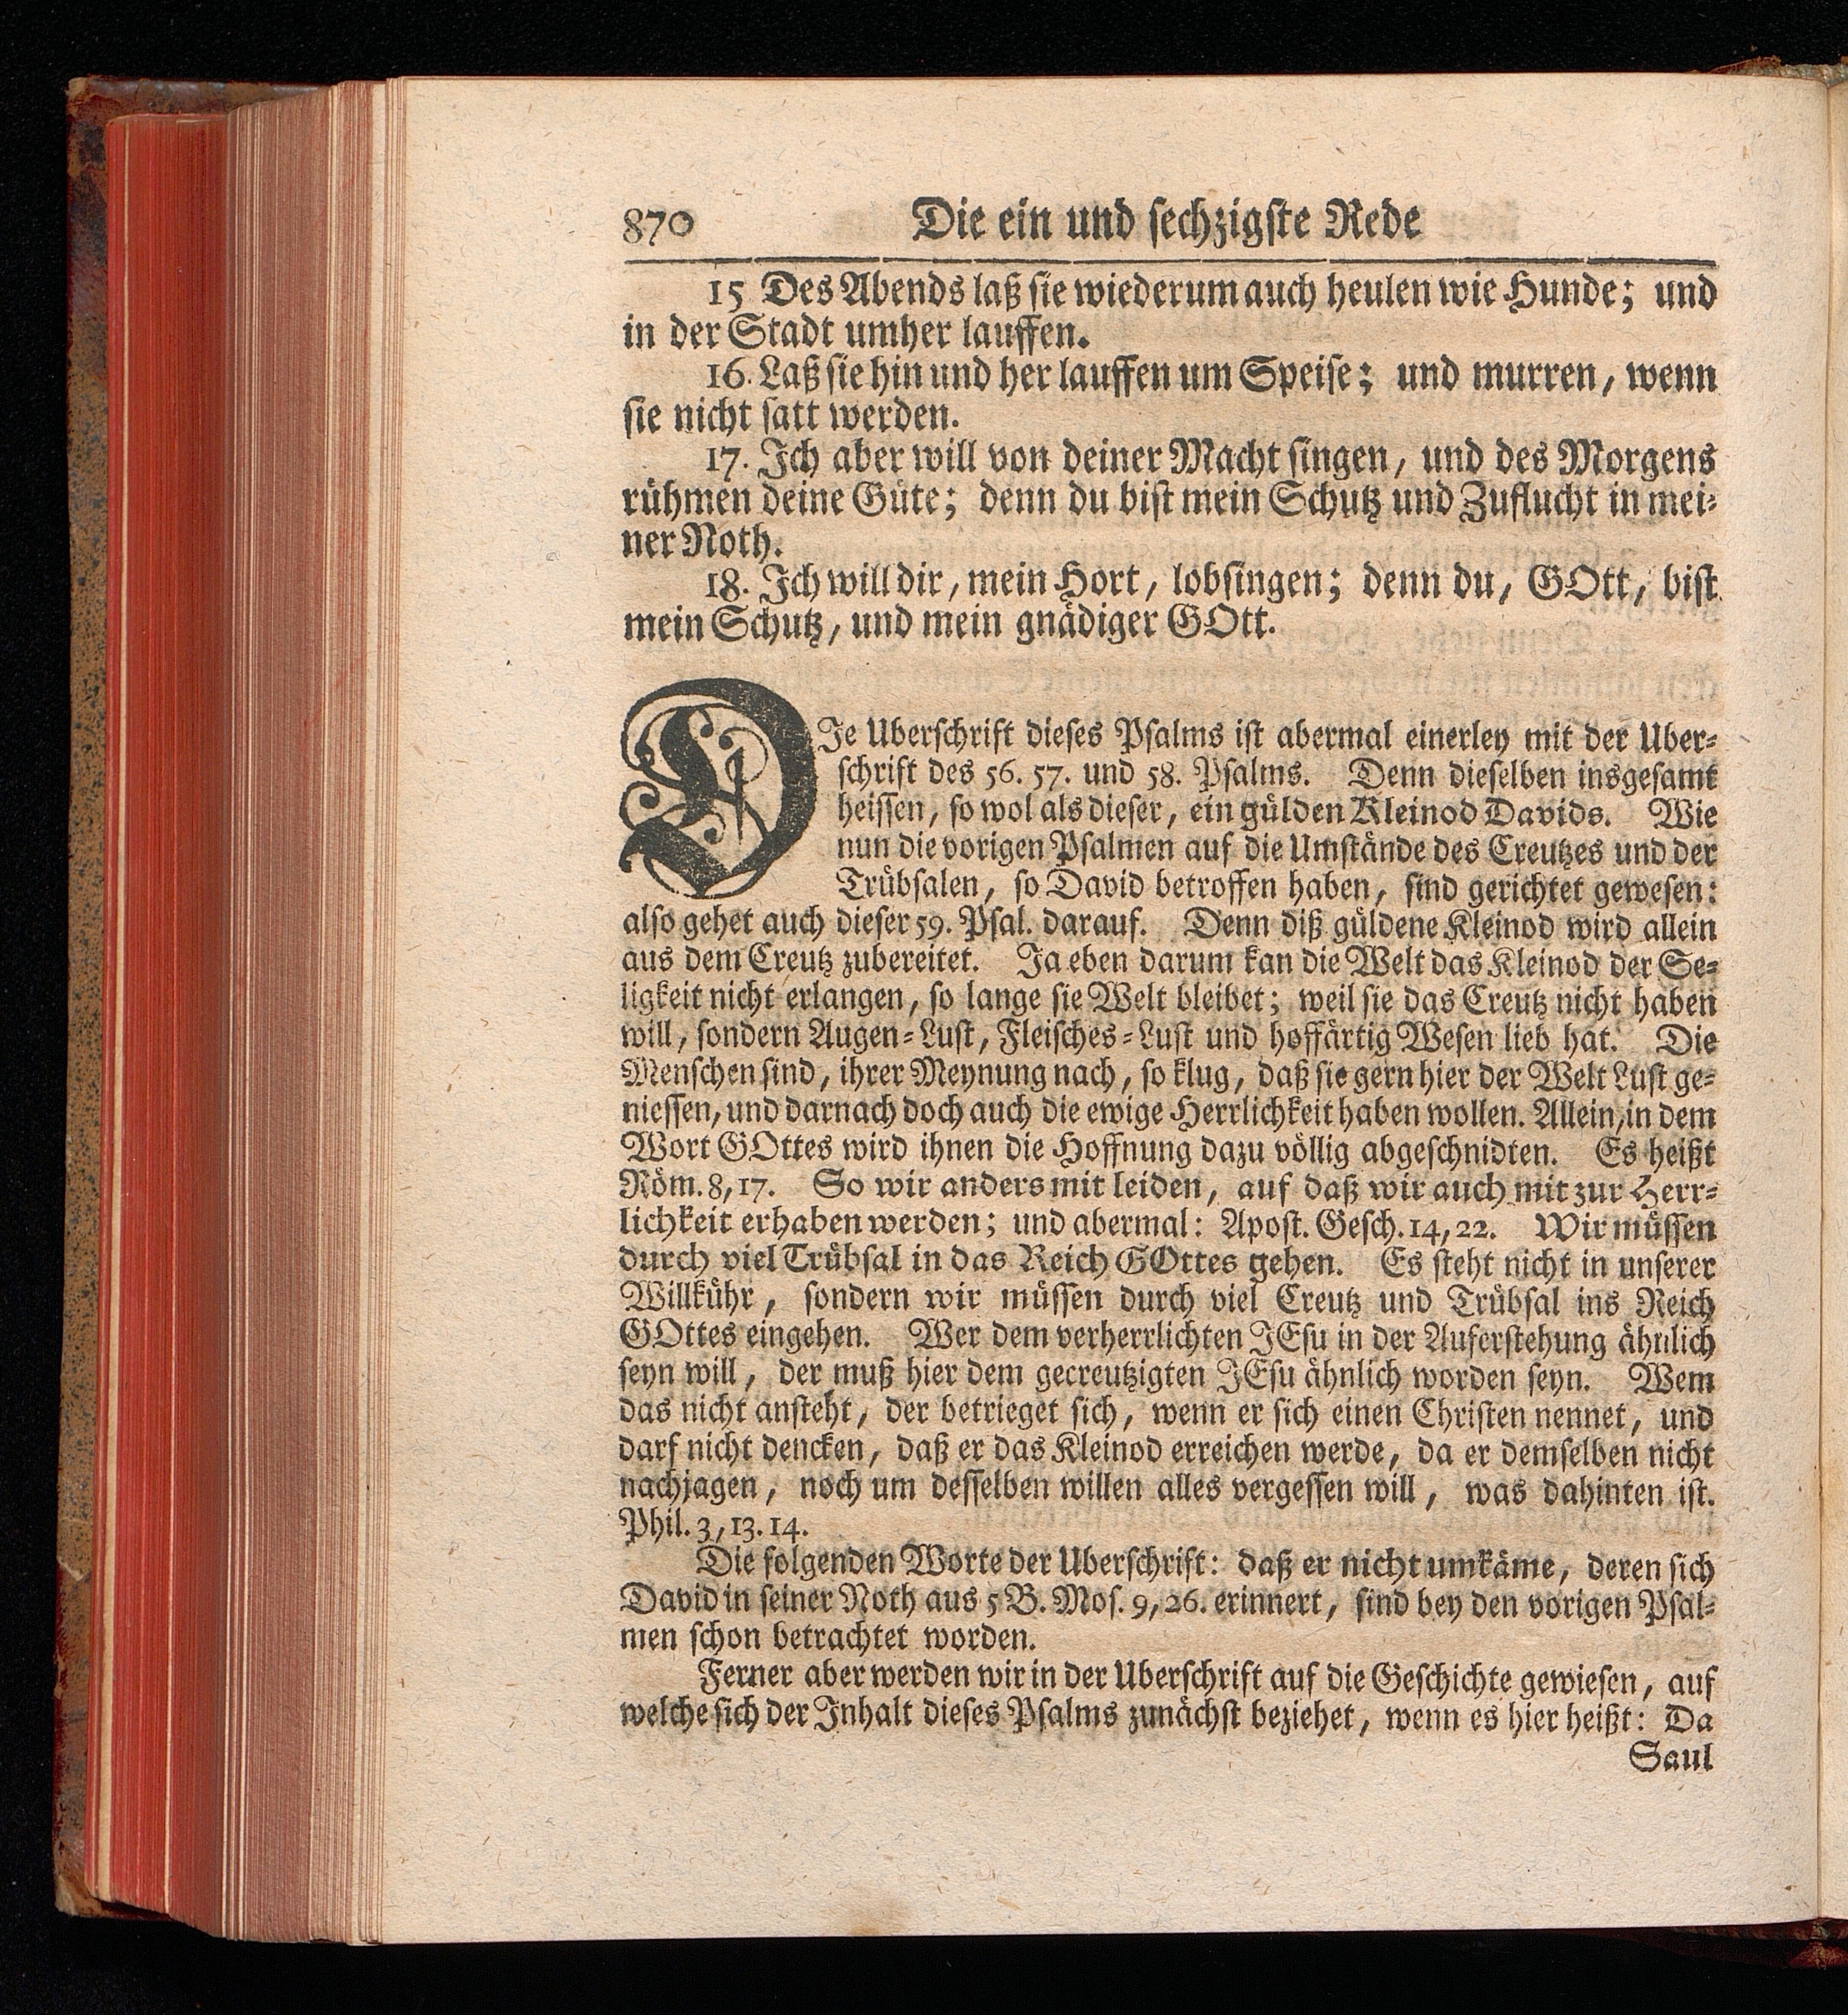 870 Die ein und sechzigste Rede
15 Des Abends laß sie wiederum auch heulen wie Hunde; und
in der Stadt umher lauffen.
16. Laß sie hin und her lauffen um Speise; und murren, wenn
sie nicht satt werden.
17. Ich aber will von deiner Macht singen, und des Morgens
rühmen deine Güte; denn du bist mein Schutz und Zuflucht in mei-
ner Noth.
18. Ich will dir, mein Hort, lobsingen; denn du, GOtt, bist
mein Schutz, und mein gnädiger GOtt.
DIe Uberschrift dieses Psalms ist abermal einerley mit der Uber-
schrift des 56. 57. und 58. Psalms. Denn dieselben insgesamt
heissen, so wol als dieser, ein gülden Kleinod Davids. Wie
nun die vorigen Psalmen auf die Umstände des Creutzes und der
Trübsalen, so David betroffen haben, sind gerichtet gewesen:
also gehet auch dieser 59. Psal. darauf. Denn diß güldene Kleinod wird allein
aus dem Creutz zubereitet. Ja eben darum kan die Welt das Kleinod der Se-
ligkeit nicht erlangen, so lange sie Welt bleibet; weil sie das Creutz nicht haben
will, sondern Augen-Lust, Fleisches-Lust und hoffärtig Wesen lieb hat. Die
Menschen sind, ihrer Meynung nach, so klug, daß sie gern hier der Welt Lust ge-
niessen, und darnach doch auch die ewige Herrlichkeit haben wollen. Allein, in dem
Wort GOttes wird ihnen die Hoffnung dazu völlig abgeschnidten. Es heißt
Röm. 8, 17. So wir anders mit leiden, auf daß wir auch mit zur Herr-
lichkeit erhaben werden; und abermal: Apost. Gesch. 14, 22. Wir müssen
durch viel Trübsal in das Reich GOttes gehen. Es steht nicht in unserer
Willkühr, sondern wir müssen durch viel Creutz und Trübsal ins Reich
GOttes eingehen. Wer dem verherrlichten JEsu in der Auferstehung ähnlich
seyn will, der muß hier dem gecreutzigten JEsu ähnlich worden seyn. Wem
das nicht ansteht, der betrieget sich, wenn er sich einen Christen nennet, und
darf nicht dencken, daß er das Kleinod erreichen werde, da er demselben nicht
nachjagen, noch um desselben willen alles vergessen will, was dahinten ist.
Phil. 3, 13. 14.
Die folgenden Worte der Uberschrift: daß er nicht umkäme, deren sich
David in seiner Noth aus 5 B. Mos. 9, 26. erinnert, sind bey den vorigen Psal-
men schon betrachtet worden.
Ferner aber werden wir in der Uberschrift auf die Geschichte gewiesen, auf
welche sich der Inhalt dieses Psalms zunächst beziehet, wenn es hier heißt: Da
Saul